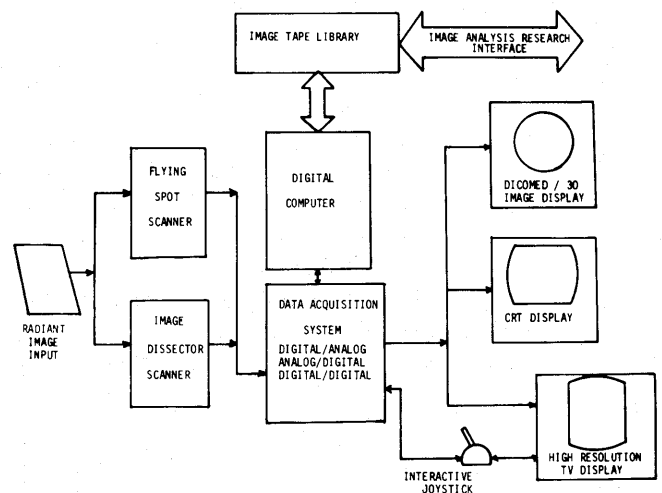 IMAGE TAPE LIBRARY
IMAGE ANALYSIS RESEARCH
INTERFACE
FLYING
SPOT
SCANNER
DIGITAL
COMPUTER
DICOMED / 30
IMAGE DISPLAY
RADIANT
IMAGE
INPUT
IMAGE
DISSECTOR
SCANNER
DATA ACQUISITION
SYSTEM
DIGITAL/ANALOG
ANALOG/DIGITAL
DIGITAL/DIGITAL
CRT DISPLAY
HIGH RESOLUTION
TV DISPLAY
INTERACTIVE
JOYSTICK